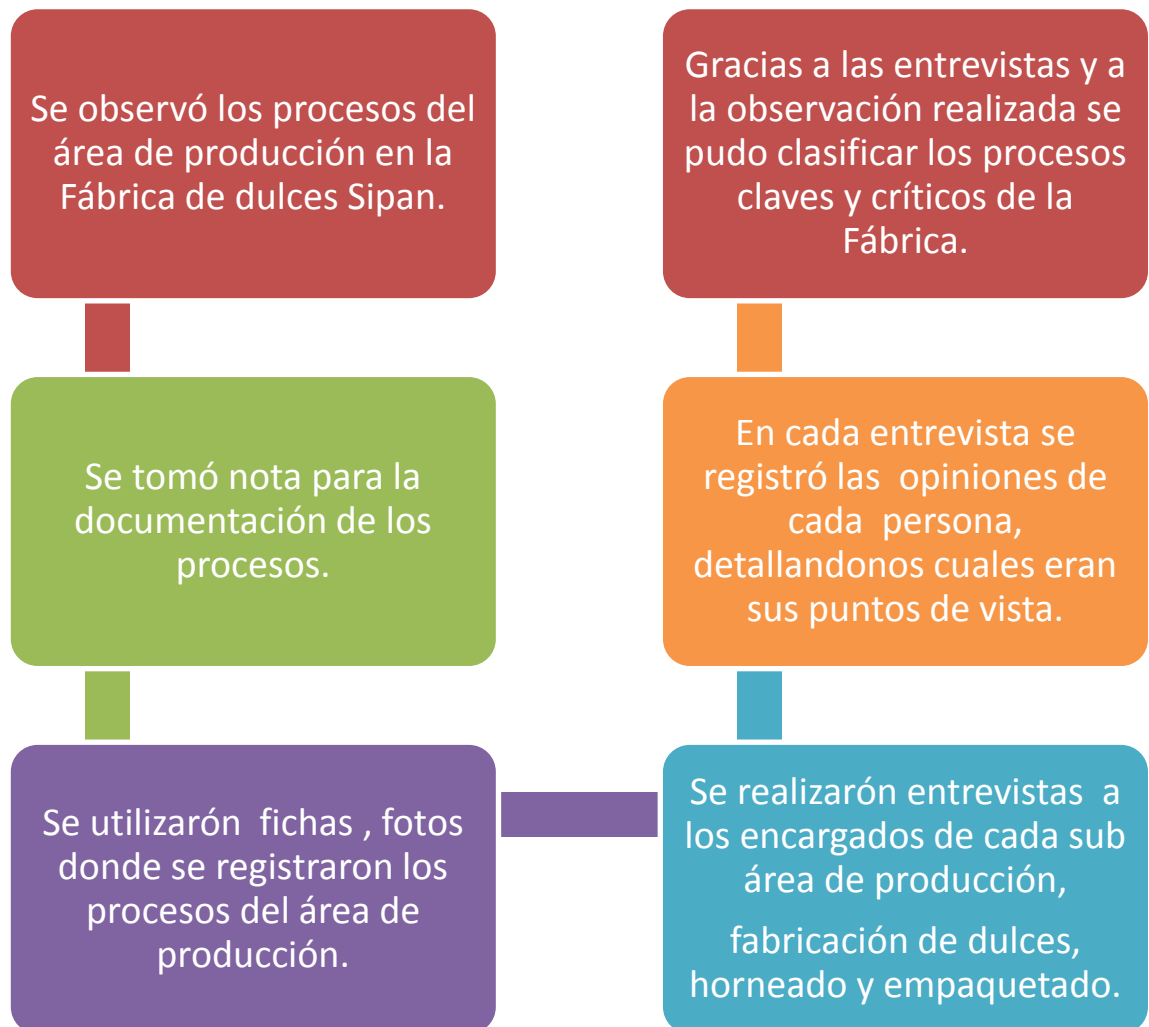 Se observó los procesos del
área de producción en la
Fábrica de dulces Sipan.
Se tomó nota para la
documentación de los
procesos.
Se utilizarón  fichas , fotos
donde se registraron los
procesos del área de
producción.
Se realizarón entrevistas  a
los encargados de cada sub
área de producción,
fabricación de dulces,
horneado y empaquetado.
En cada entrevista se
registró las  opiniones de
cada  persona,
detallandonos cuales eran
sus puntos de vista.
Gracias a las entrevistas y a
la observación realizada se
pudo clasificar los procesos
claves y críticos de la
Fábrica.